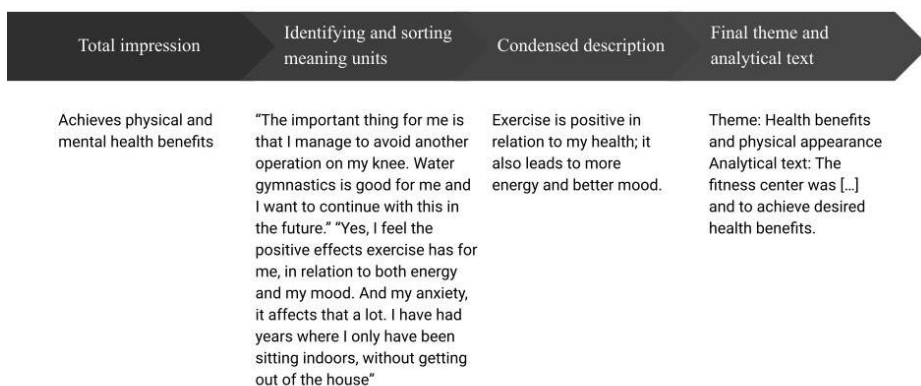 Total impression
Identifying and sorting
meaning units
Condensed description
Final theme and
analytical text
Achieves physical and
mental health benefits
“The important thing for me is
that I manage to avoid another
operation on my knee. Water
gymnastics is good for me and
I want to continue with this in
the future.” “Yes, I feel the
positive effects exercise has for
me, in relation to both energy
and my mood. And my anxiety,
it affects that a lot. I have had
years where I only have been
sitting indoors, without getting
out of the house”
Exercise is positive in
relation to my health; it
also leads to more
energy and better mood.
Theme: Health benefits
and physical appearance
Analytical text: The
fitness center was [...]
and to achieve desired
health benefits.